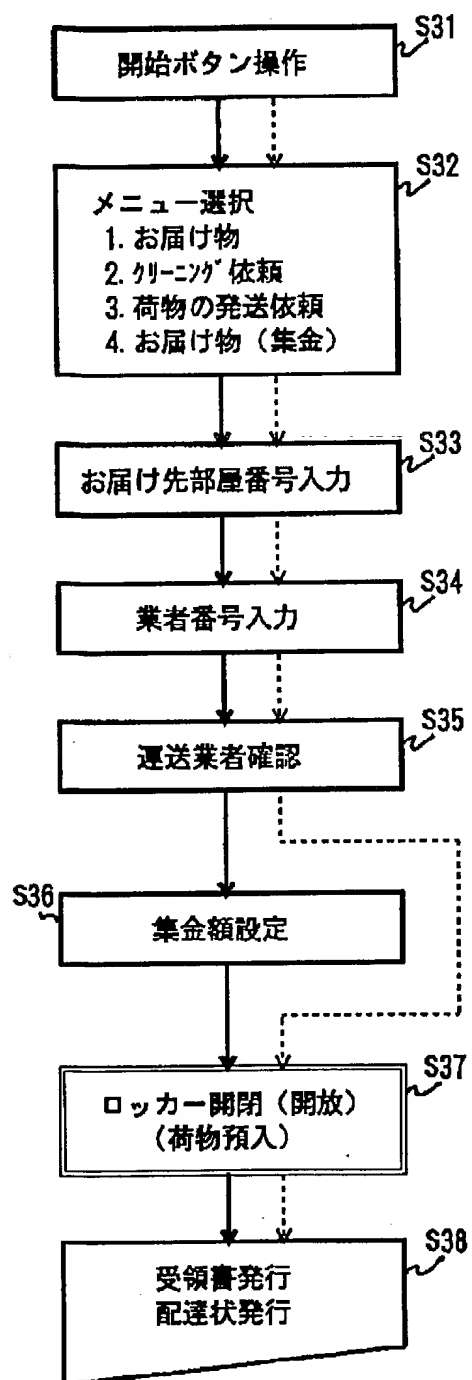 S31
開始ボタン操作
S32
メニュー選択
1. お届け物
2. クリーニング依頼
3. 荷物の発送依頼
4. お届け物（集金）
S33
お届け先部屋番号入力
S34
業者番号入力
S35
運送業者確認
S36
集金額設定
S37
ロッカー開閉（開放）
（荷物預入）
S38
受領書発行
配達状発行